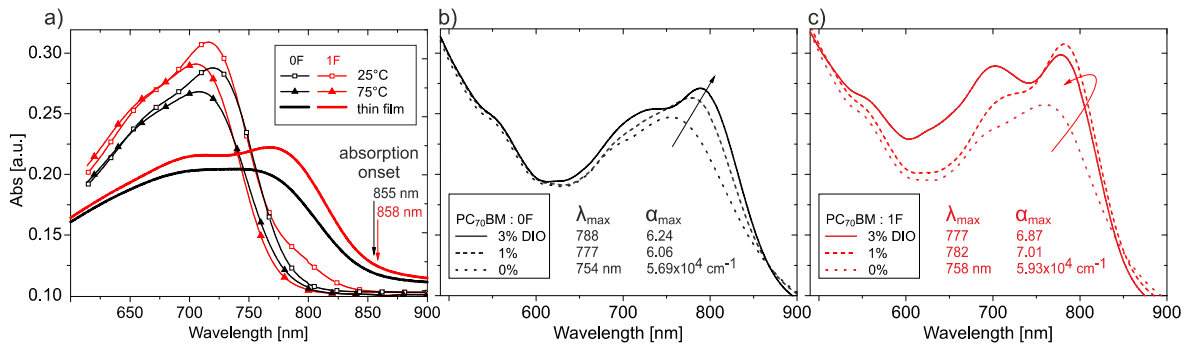 a)
0F 1F
25°C
75°C
thin film
absorption
onset
855 nm
858 nm
0.30
0.25
0.20
0.15
0.10
Abs [a.u.]
650 700 750 800 850 900
Wavelength [nm]
b)
PC70BM : 0F λmax αmax
3% DIO 788 6.24
1% 777 6.06
0% 754 nm 5.69x10⁴ cm⁻¹
500 600 700 800 900
Wavelength [nm]
c)
PC70BM : 1F λmax αmax
3% DIO 777 6.87
1% 782 7.01
0% 758 nm 5.93x10⁴ cm⁻¹
500 600 700 800 900
Wavelength [nm]